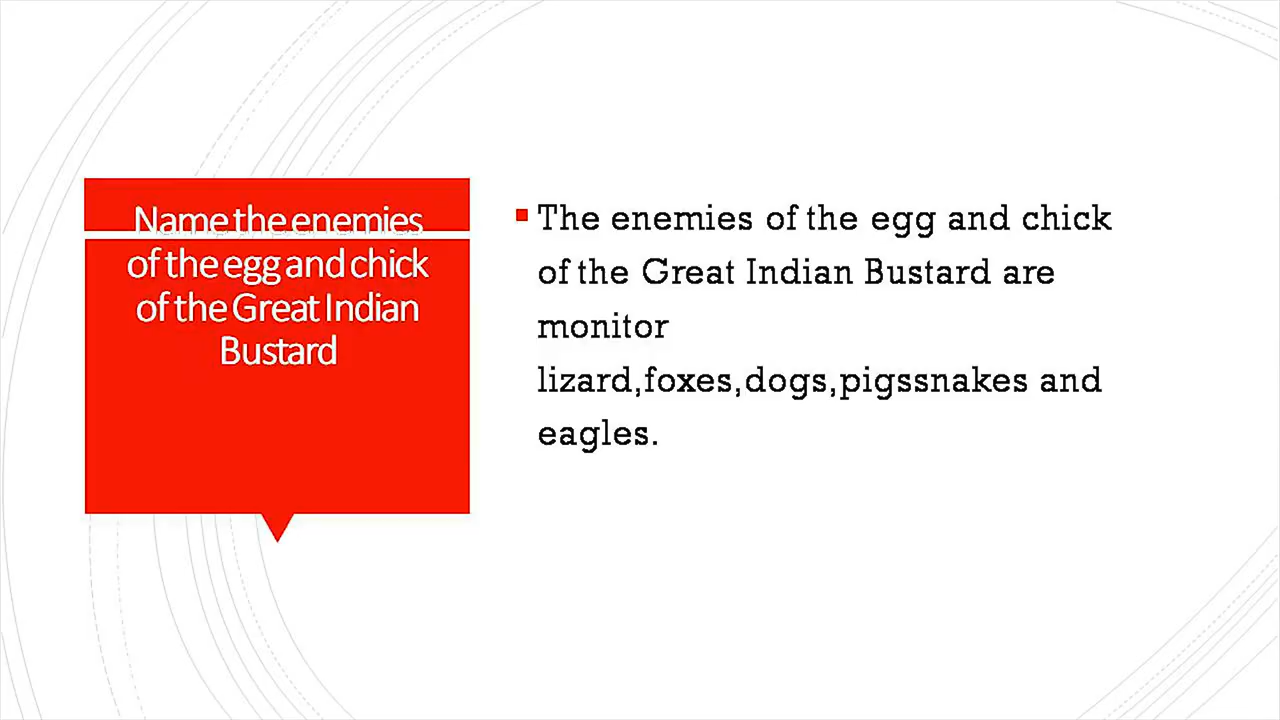 Name the enemies
of the egg and chick
of the Great Indian
Bustard
The enemies of the egg and chick
of the Great Indian Bustard are
monitor
lizard,foxes,dogs,pigssnakes and
eagles.